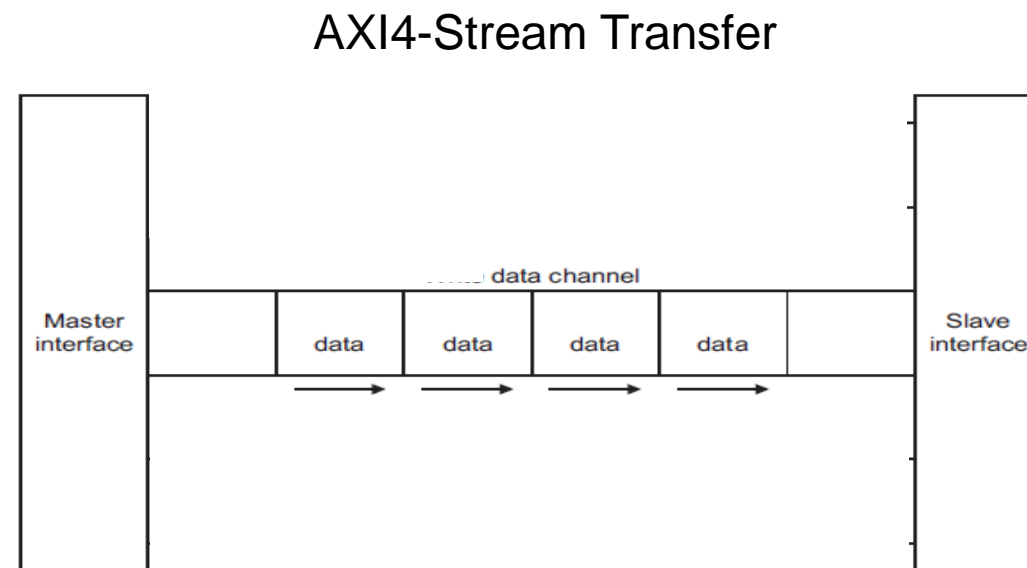 AXI4-Stream Transfer
data channel
Master
interface
data data data data
Slave
interface